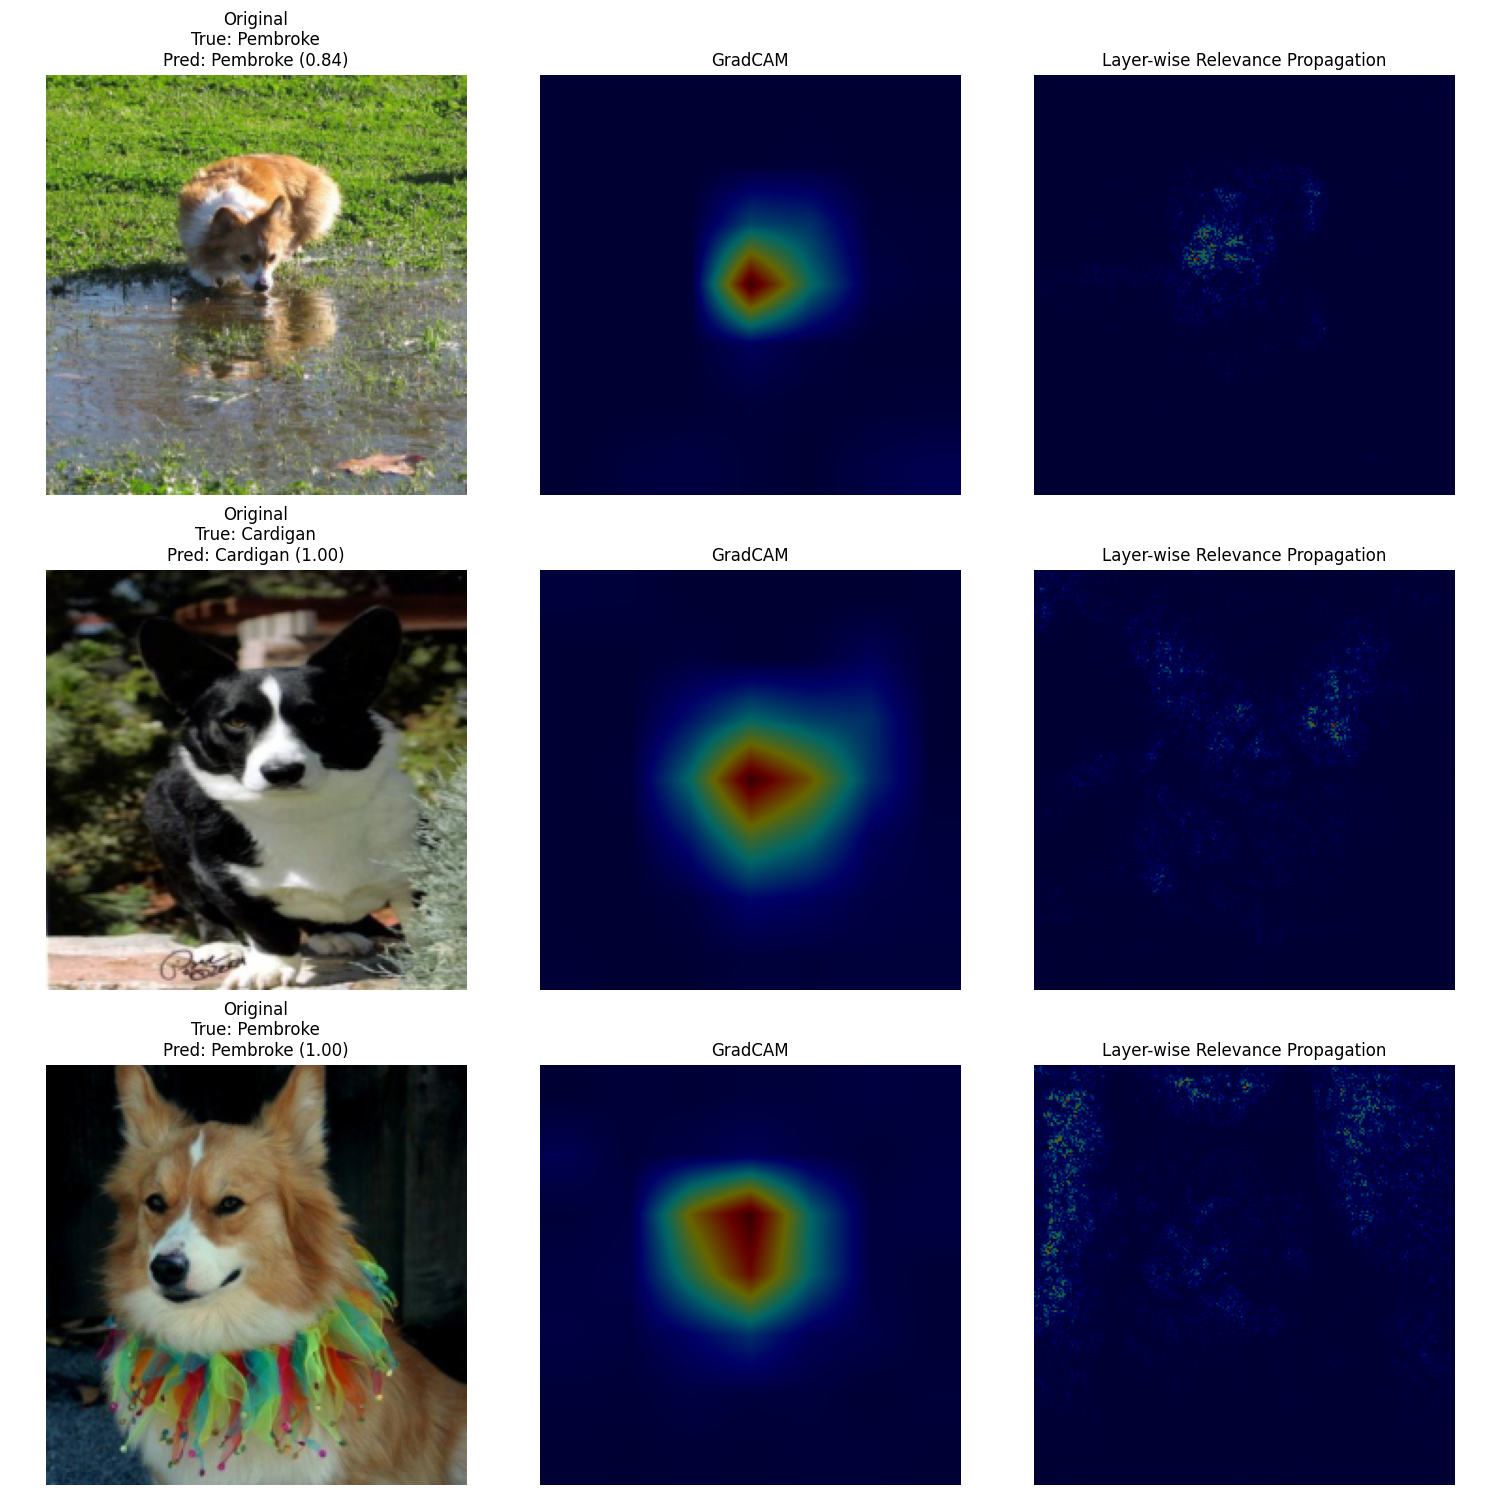 Original
True: Pembroke
Pred: Pembroke (0.84)
GradCAM
Layer-wise Relevance Propagation
Original
True: Cardigan
Pred: Cardigan (1.00)
GradCAM
Layer-wise Relevance Propagation
Original
True: Pembroke
Pred: Pembroke (1.00)
GradCAM
Layer-wise Relevance Propagation